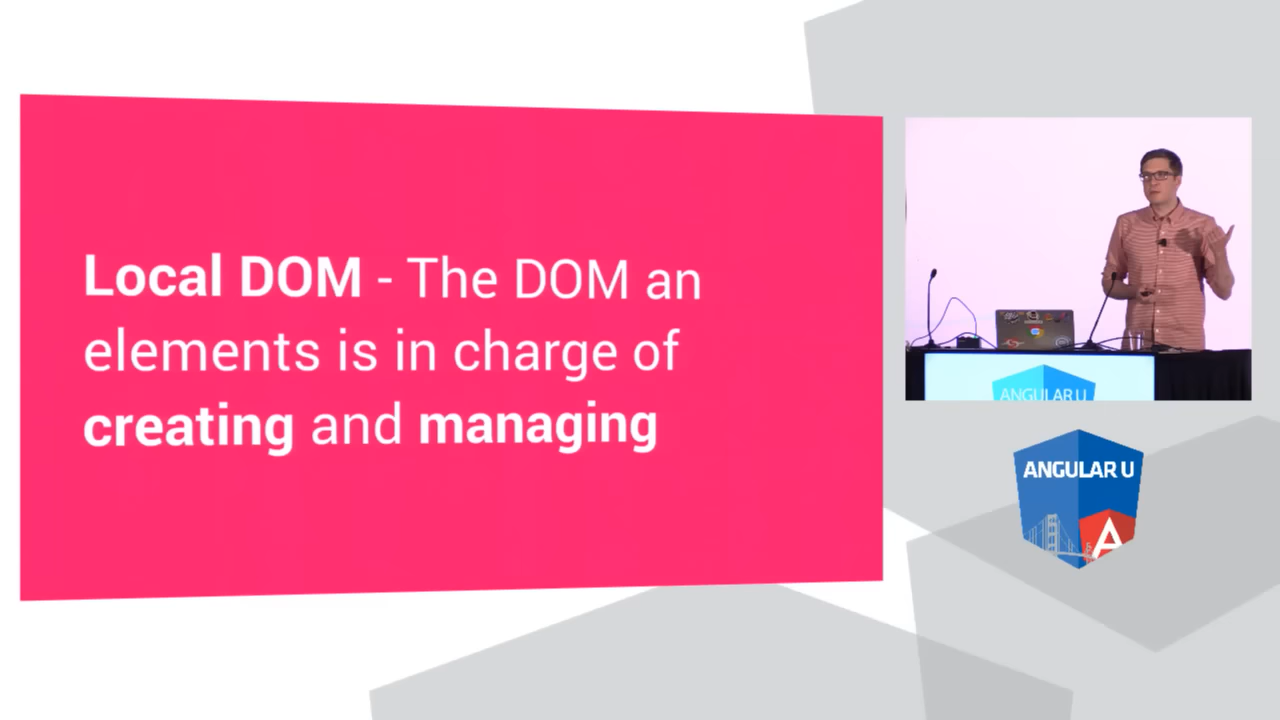 Local DOM - The DOM an
elements is in charge of
creating and managing
ANGULAR U
ANGULAR U